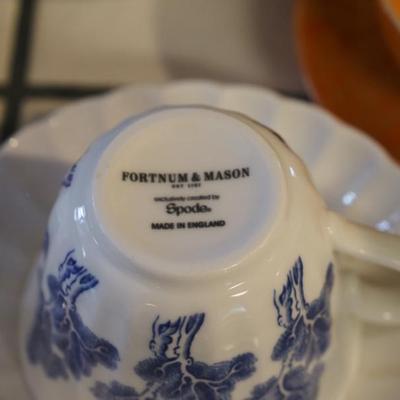 FORTNUM & MASON
EST 1707
exclusively created by
Spode®
MADE IN ENGLAND